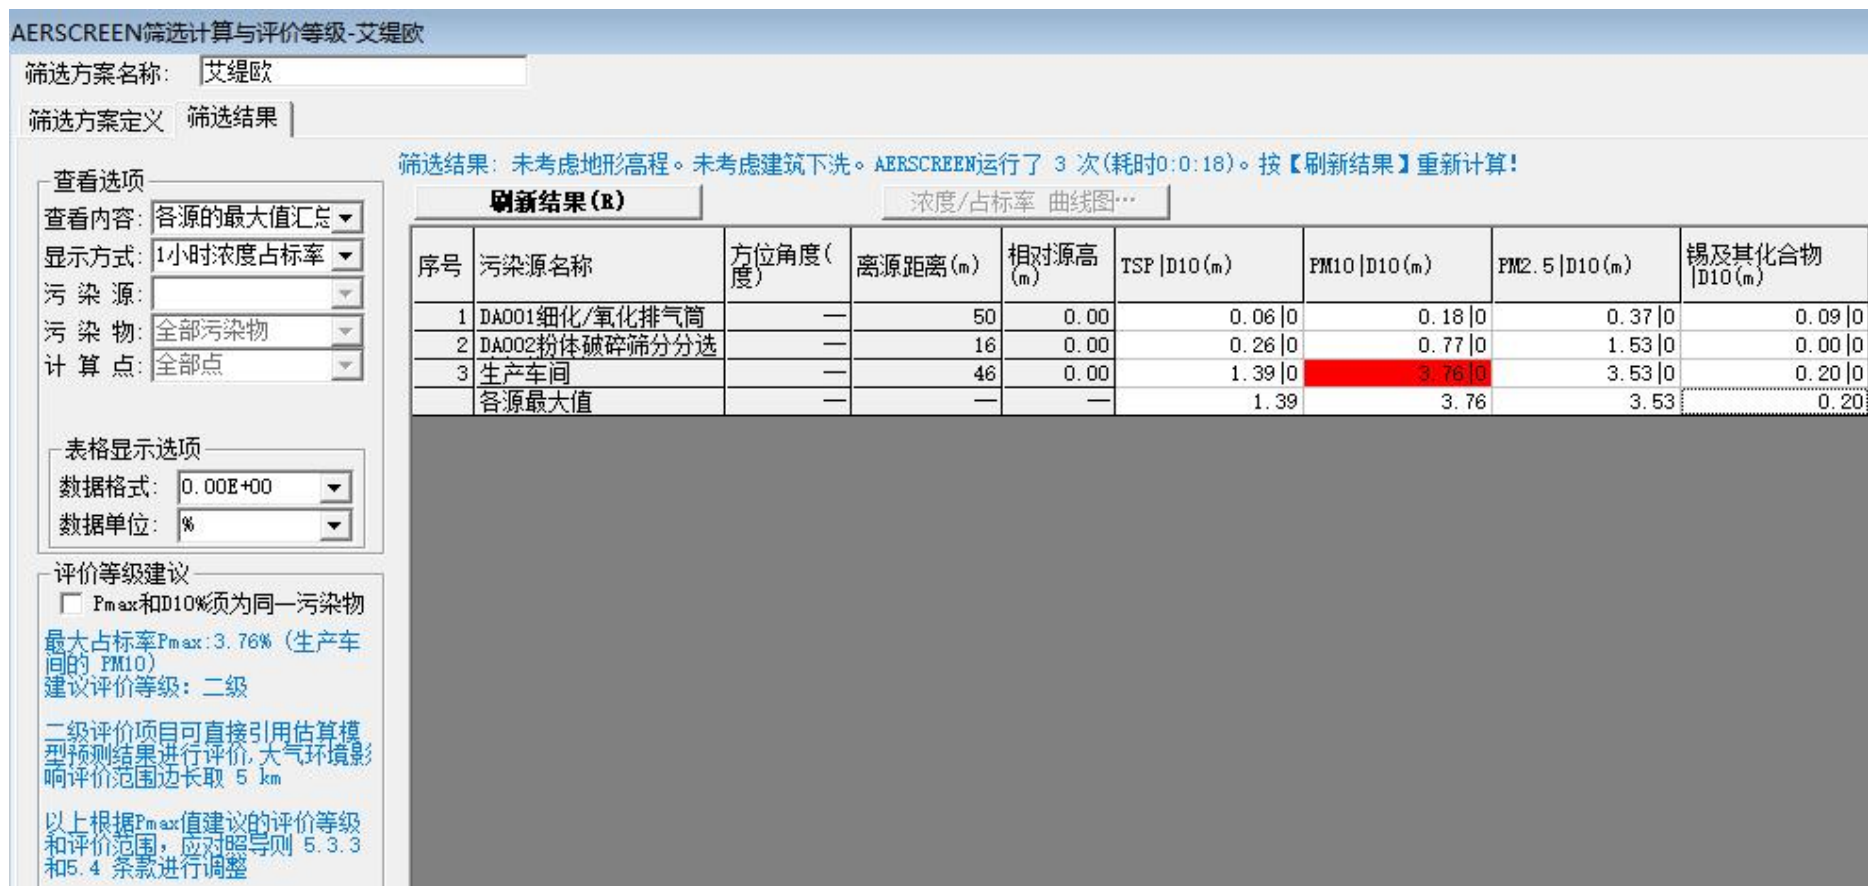 AERSCREEN筛选计算与评价等级-艾缇欧
筛选方案名称: 艾缇欧
筛选方案定义 筛选结果
筛选结果: 未考虑地形高程。未考虑建筑下洗。AERSCREEN运行了 3 次(耗时0:0:18)。按【刷新结果】重新计算!
刷新结果(R) 浓度/占标率 曲线图…
查看选项
查看内容: 各源的最大值汇总
显示方式: 1小时浓度占标率
污 染 源:
污 染 物: 全部污染物
计 算 点: 全部点
表格显示选项
数据格式: 0.00E+00
数据单位: %
评价等级建议
Pmax和D10%须为同一污染物
最大占标率Pmax:3.76% (生产车
间的 PM10)
建议评价等级: 二级
二级评价项目可直接引用估算模
型预测结果进行评价,大气环境影
响评价范围边长取 5 km
以上根据Pmax值建议的评价等级
和评价范围,应对照导则 5.3.3
和5.4 条款进行调整
序号 污染源名称 方位角度(度) 离源距离(m) 相对源高(m) TSP|D10(m) PM10|D10(m) PM2.5|D10(m) 锡及其化合物|D10(m)
1 DA001细化/氧化排气筒 — 50 0.00 0.06|0 0.18|0 0.37|0 0.09|0
2 DA002粉体破碎筛分分选 — 16 0.00 0.26|0 0.77|0 1.53|0 0.00|0
3 生产车间 — 46 0.00 1.39|0 3.76|0 3.53|0 0.20|0
各源最大值 — — — 1.39 3.76 3.53 0.20